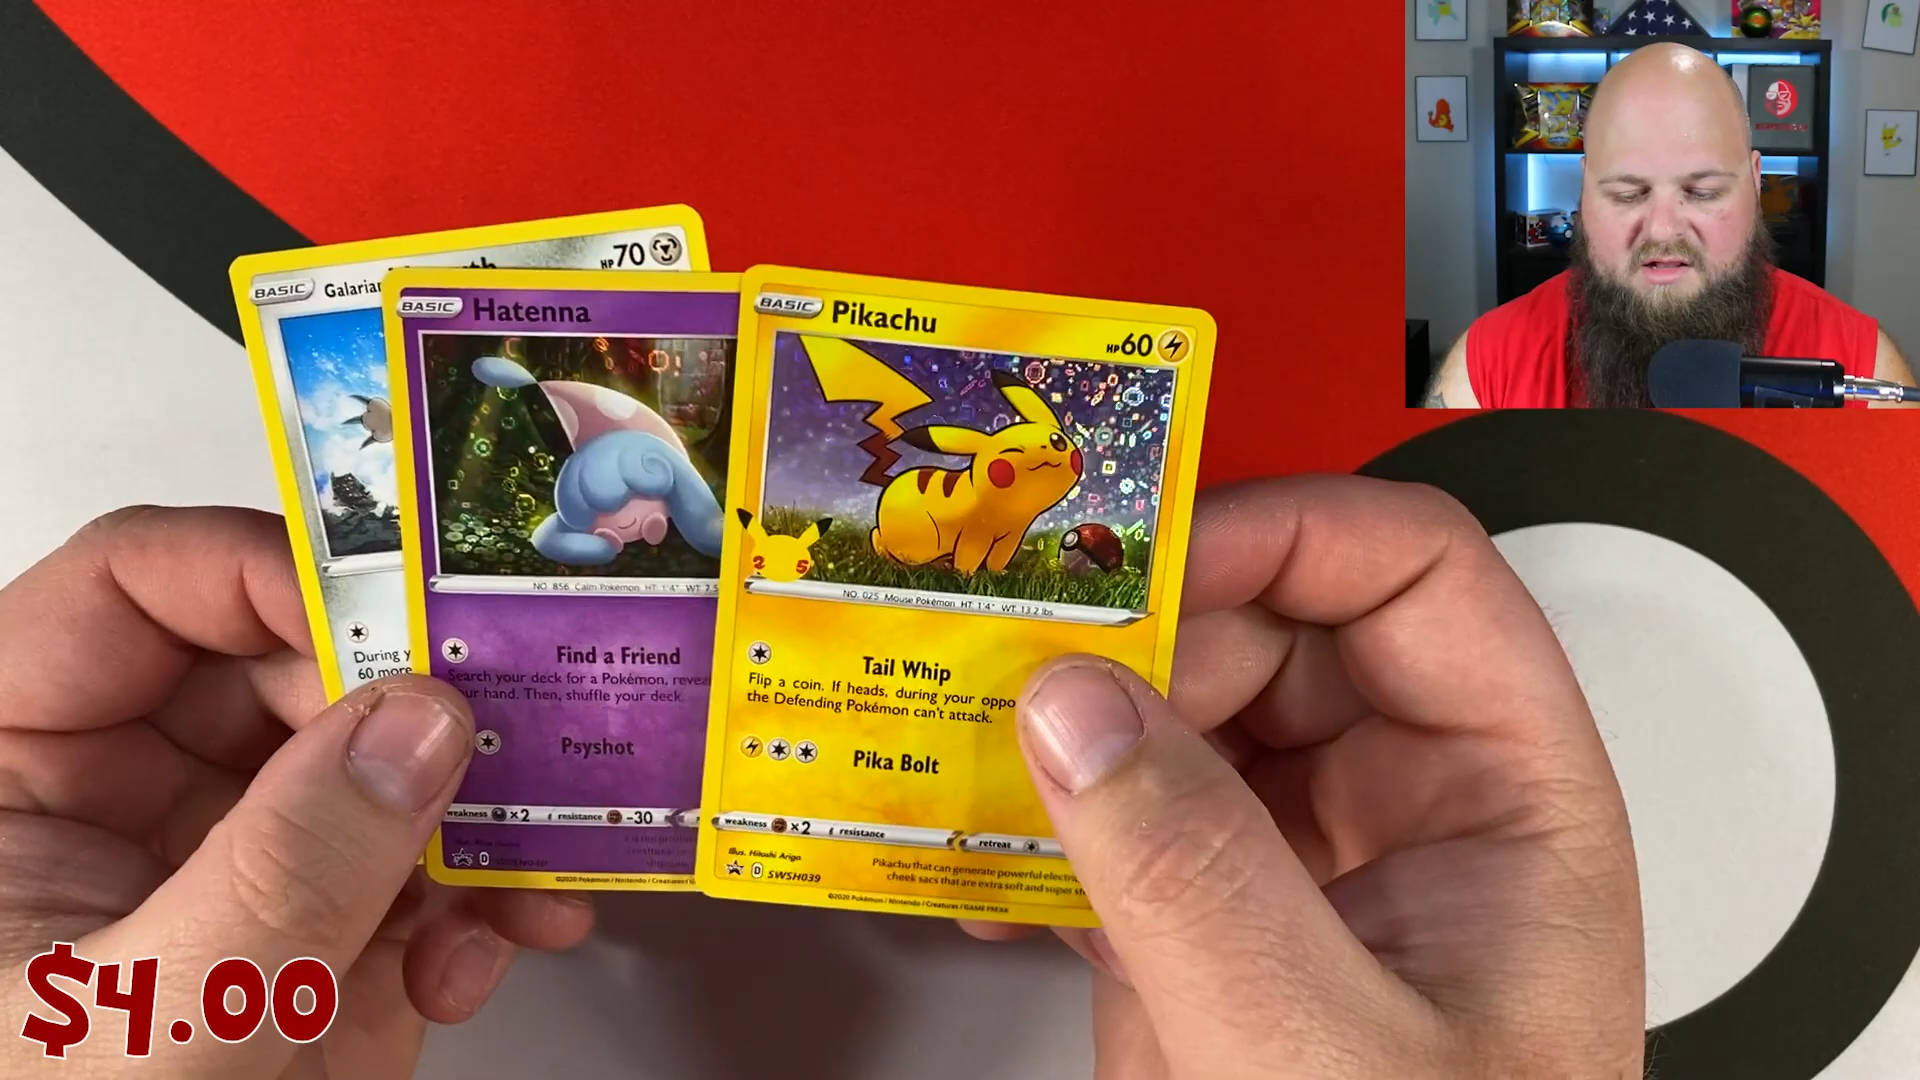 BASIC Galarian
HP70
During y
60 more
BASIC Hatenna
NO. 856 Calm Pokémon HT: 1'4" WT: 7.5
Find a Friend
Search your deck for a Pokémon, revea
our hand. Then, shuffle your deck.
Psyshot
weakness ×2 resistance -30
D
©2020 Pokémon / Nintendo / Creatures
BASIC Pikachu HP60
25
NO. 025 Mouse Pokémon HT: 1'4" WT: 13.2 lbs
Tail Whip
Flip a coin. If heads, during your oppo
the Defending Pokémon can't attack.
Pika Bolt
weakness ×2 resistance retreat
Illus. Hitoshi Ariga
D SWSH039
Pikachu that can generate powerful electri
cheek sacs that are extra soft and super st
©2020 Pokémon / Nintendo / Creatures / GAME FREAK
$4.00